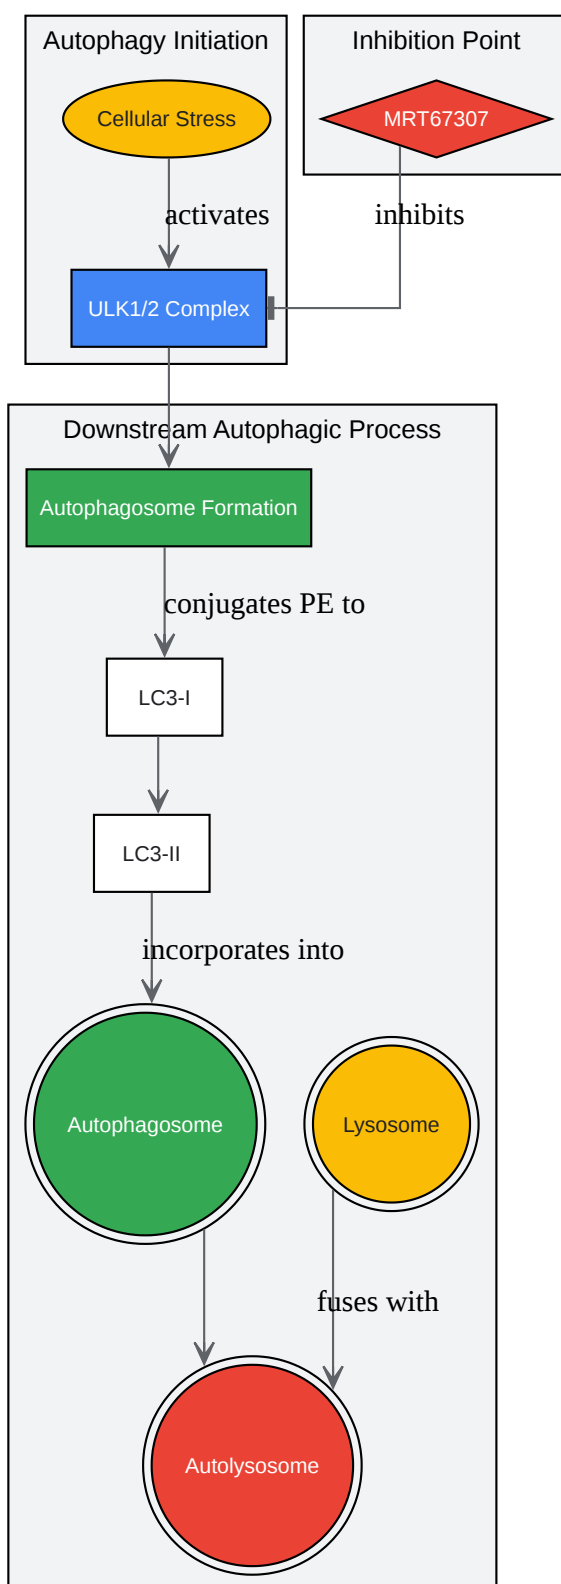 Autophagy Initiation
Inhibition Point
Cellular Stress
MRT67307
activates
inhibits
ULK1/2 Complex
Downstream Autophagic Process
Autophagosome Formation
conjugates PE to
LC3-I
LC3-II
incorporates into
Autophagosome
Lysosome
fuses with
Autolysosome